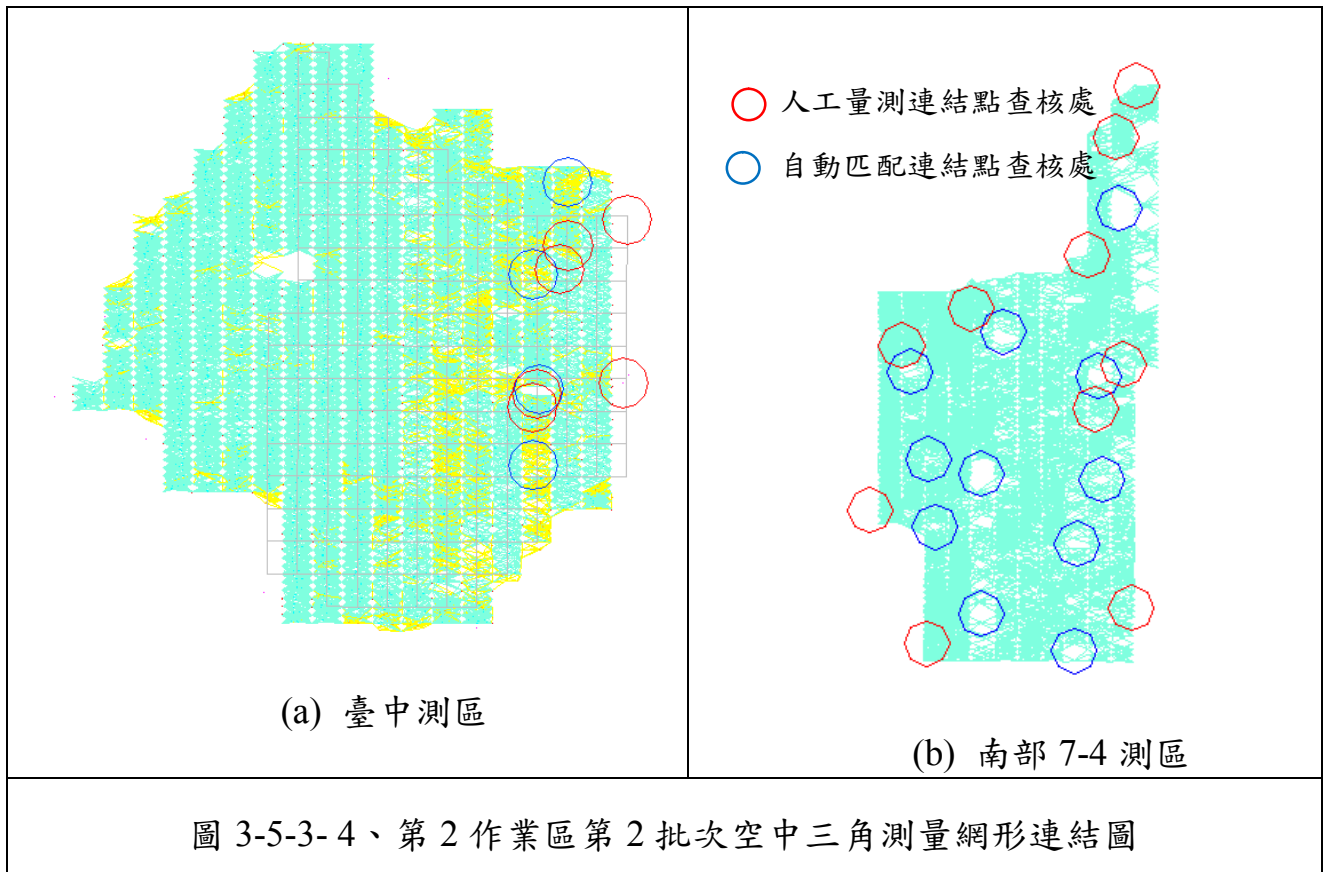 人工量測連結點查核處
自動匹配連結點查核處
(a) 臺中測區
(b) 南部 7-4 測區
圖 3-5-3- 4、第 2 作業區第 2 批次空中三角測量網形連結圖